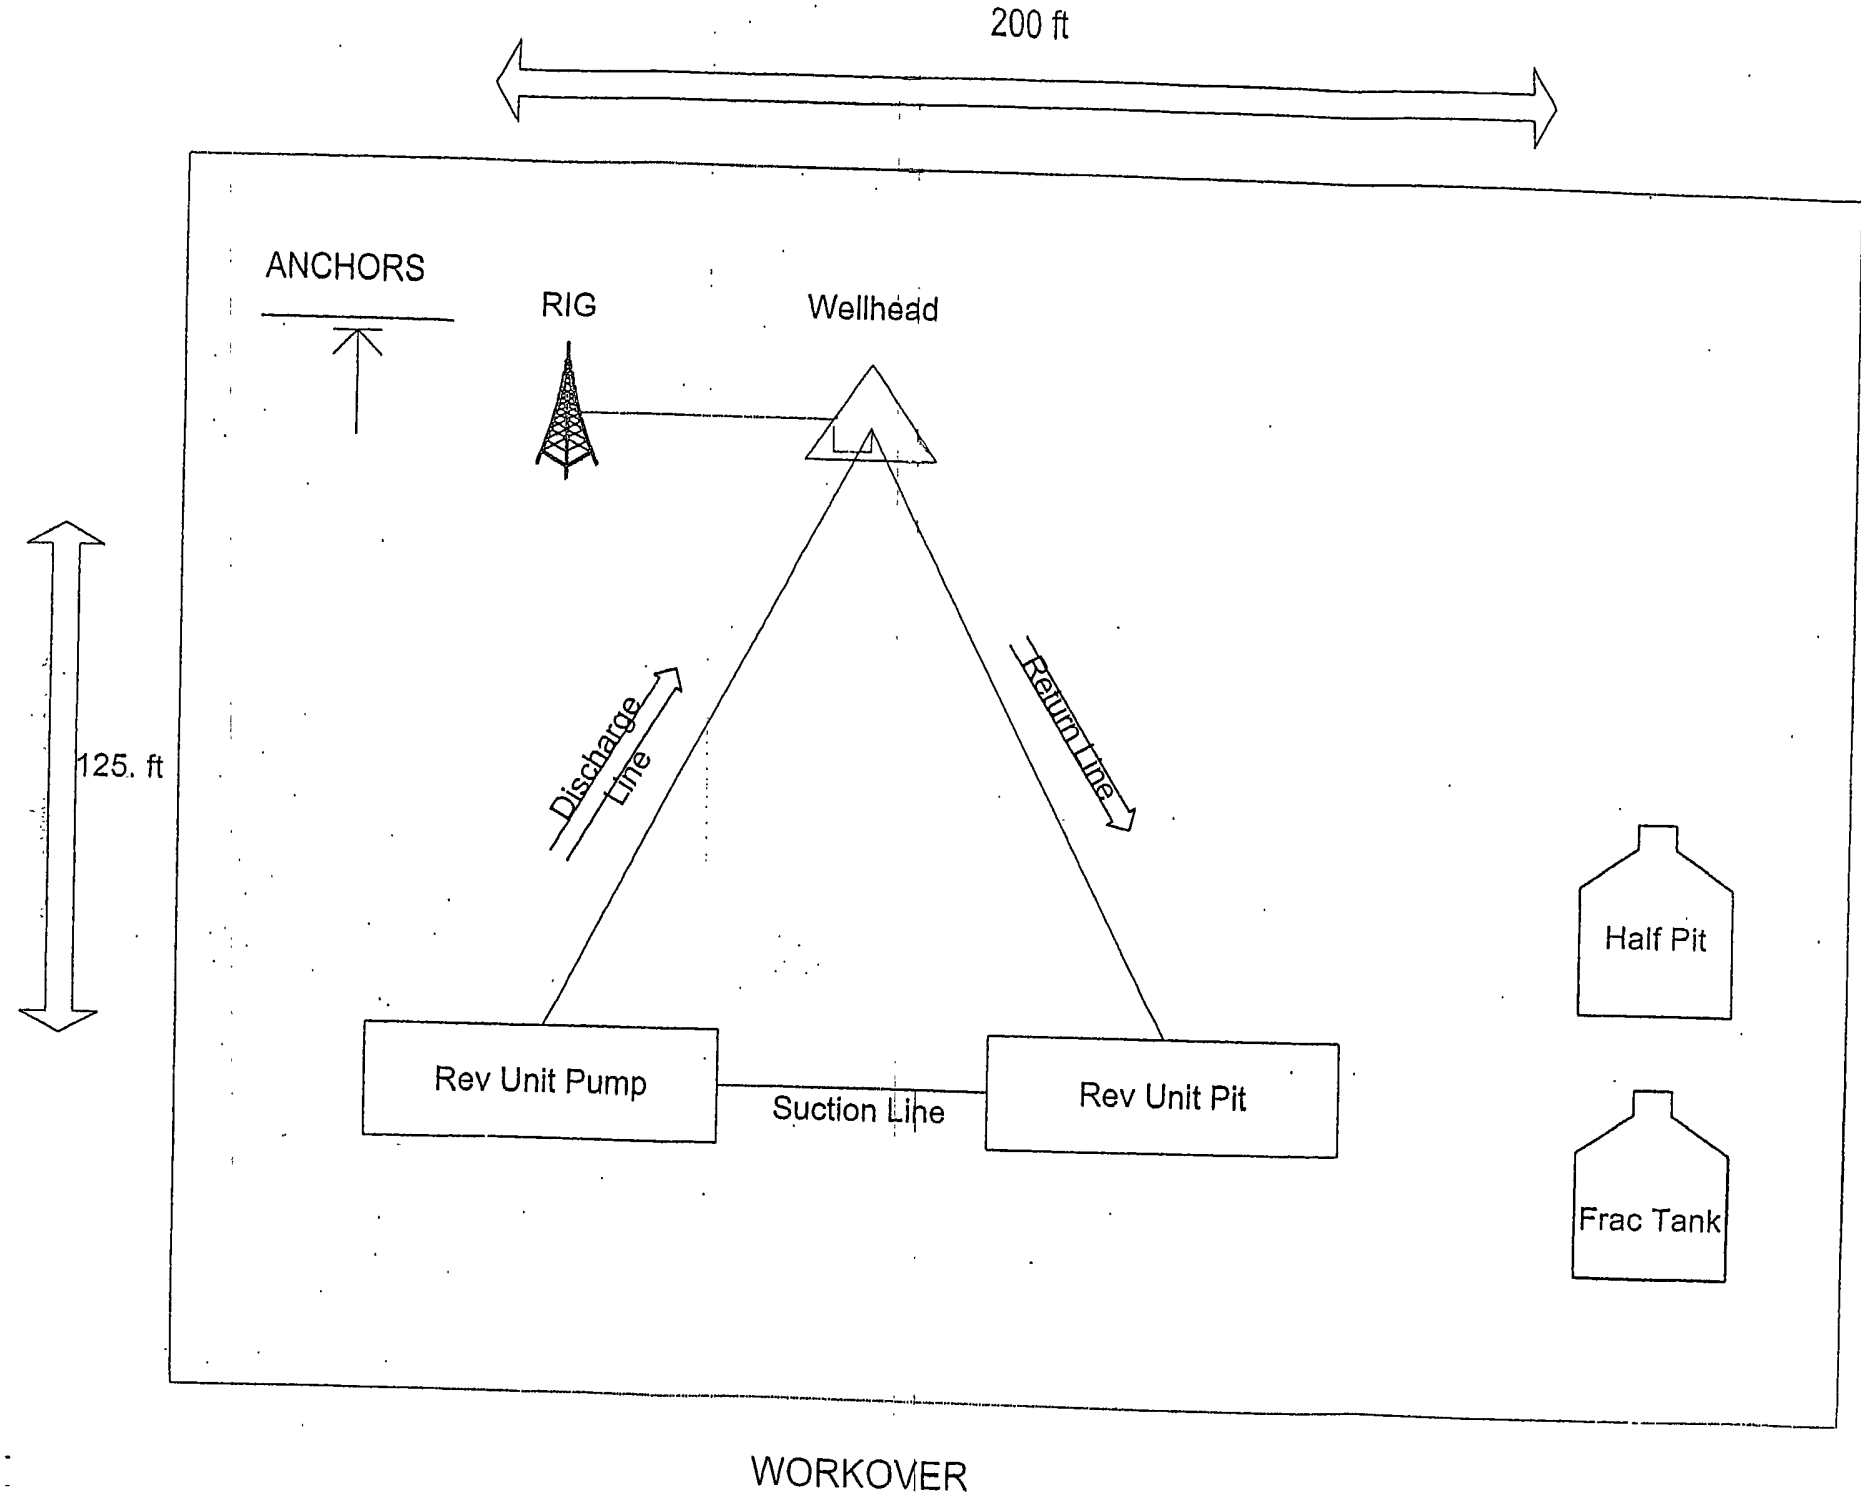 200 ft
ANCHORS
RIG
Wellhead
125. ft
Discharge
Line
Return Line
Half Pit
Rev Unit Pump
Suction Line
Rev Unit Pit
Frac Tank
WORKOVER